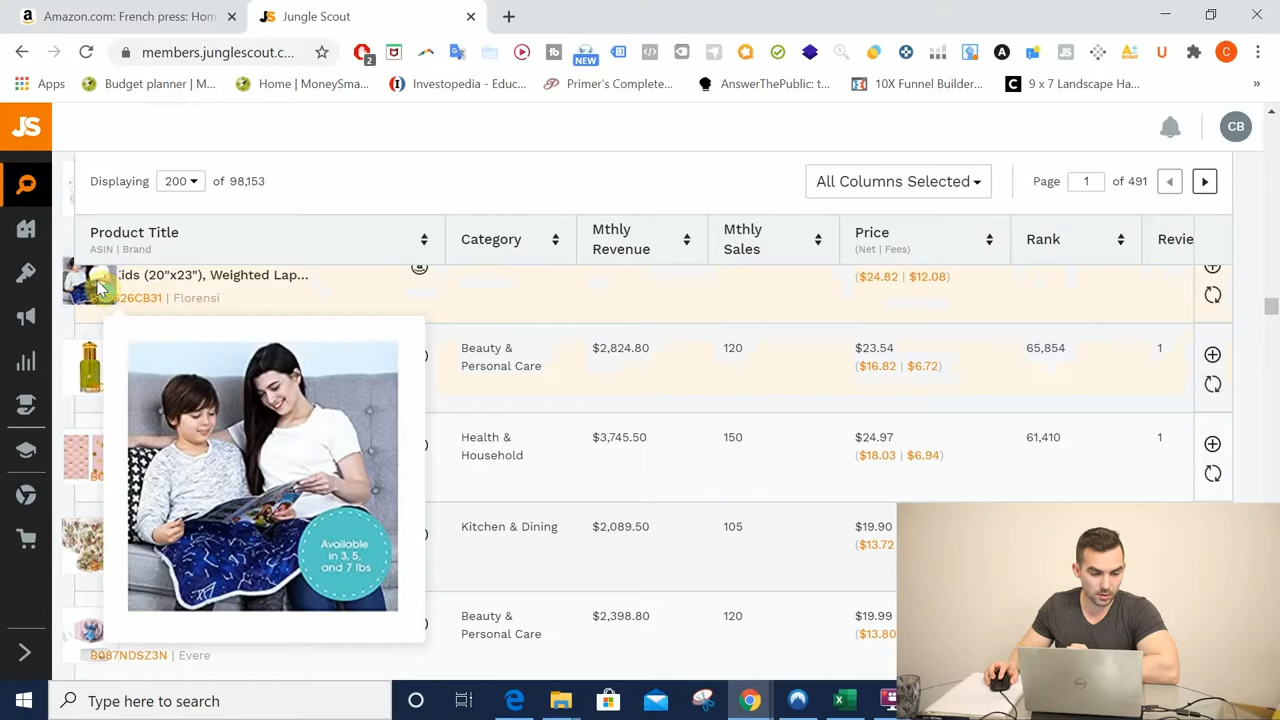 Amazon.com: French press: Hom
Jungle Scout
members.junglescout.c...
2
NEW
C
Apps
Budget planner | M...
Home | MoneySma...
Investopedia - Educ...
Primer's Complete...
AnswerThePublic: t...
10X Funnel Builder...
9 x 7 Landscape Ha...
»
JS
CB
Displaying 200 of 98,153
All Columns Selected
Page 1 of 491
Product Title
ASIN | Brand
Category
Mthly Revenue
Mthly Sales
Price
(Net | Fees)
Rank
Revie
ids (20"x23"), Weighted Lap...
26CB31 | Florensi
($24.82 | $12.08)
Beauty & Personal Care
$2,824.80
120
$23.54
($16.82 | $6.72)
65,854
1
Health & Household
$3,745.50
150
$24.97
($18.03 | $6.94)
61,410
1
Kitchen & Dining
$2,089.50
105
$19.90
($13.72
Beauty & Personal Care
$2,398.80
120
$19.99
($13.80
Available
in 3, 5,
and 7 lbs
B087NDSZ3N | Evere
Type here to search
DELL